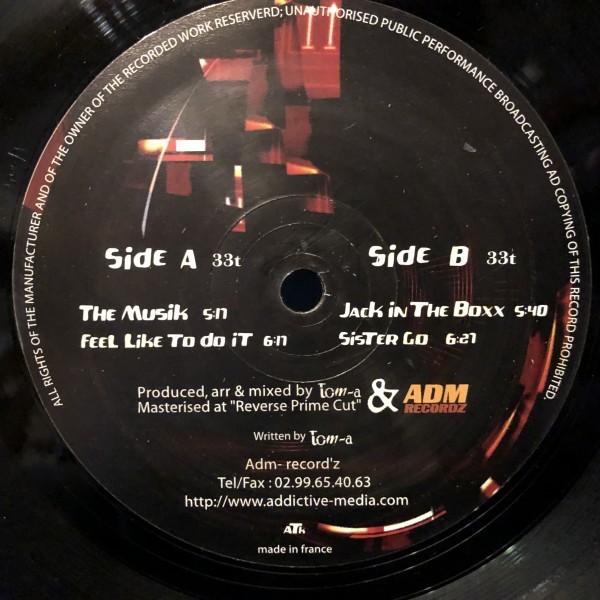 ALL RIGHTS OF THE MANUFACTURER AND OF THE OWNER OF THE RECORDED WORK RESERVERD; UNAUTHORISED PUBLIC PERFORMANCE BROADCASTING AD COPYING OF THIS RECORD PROHIBITED.
Side A 33t
The Musik 5:17
Feel Like To do iT 6:17
Side B 33t
Jack in The Boxx 5:40
SisTer Go 6:27
Produced, arr & mixed by Tom-a
Masterised at "Reverse Prime Cut"
& ADM
RECORDZ
Written by Tom-a
Adm- record'z
Tel/Fax : 02.99.65.40.63
http://www.addictive-media.com
ATK
made in france